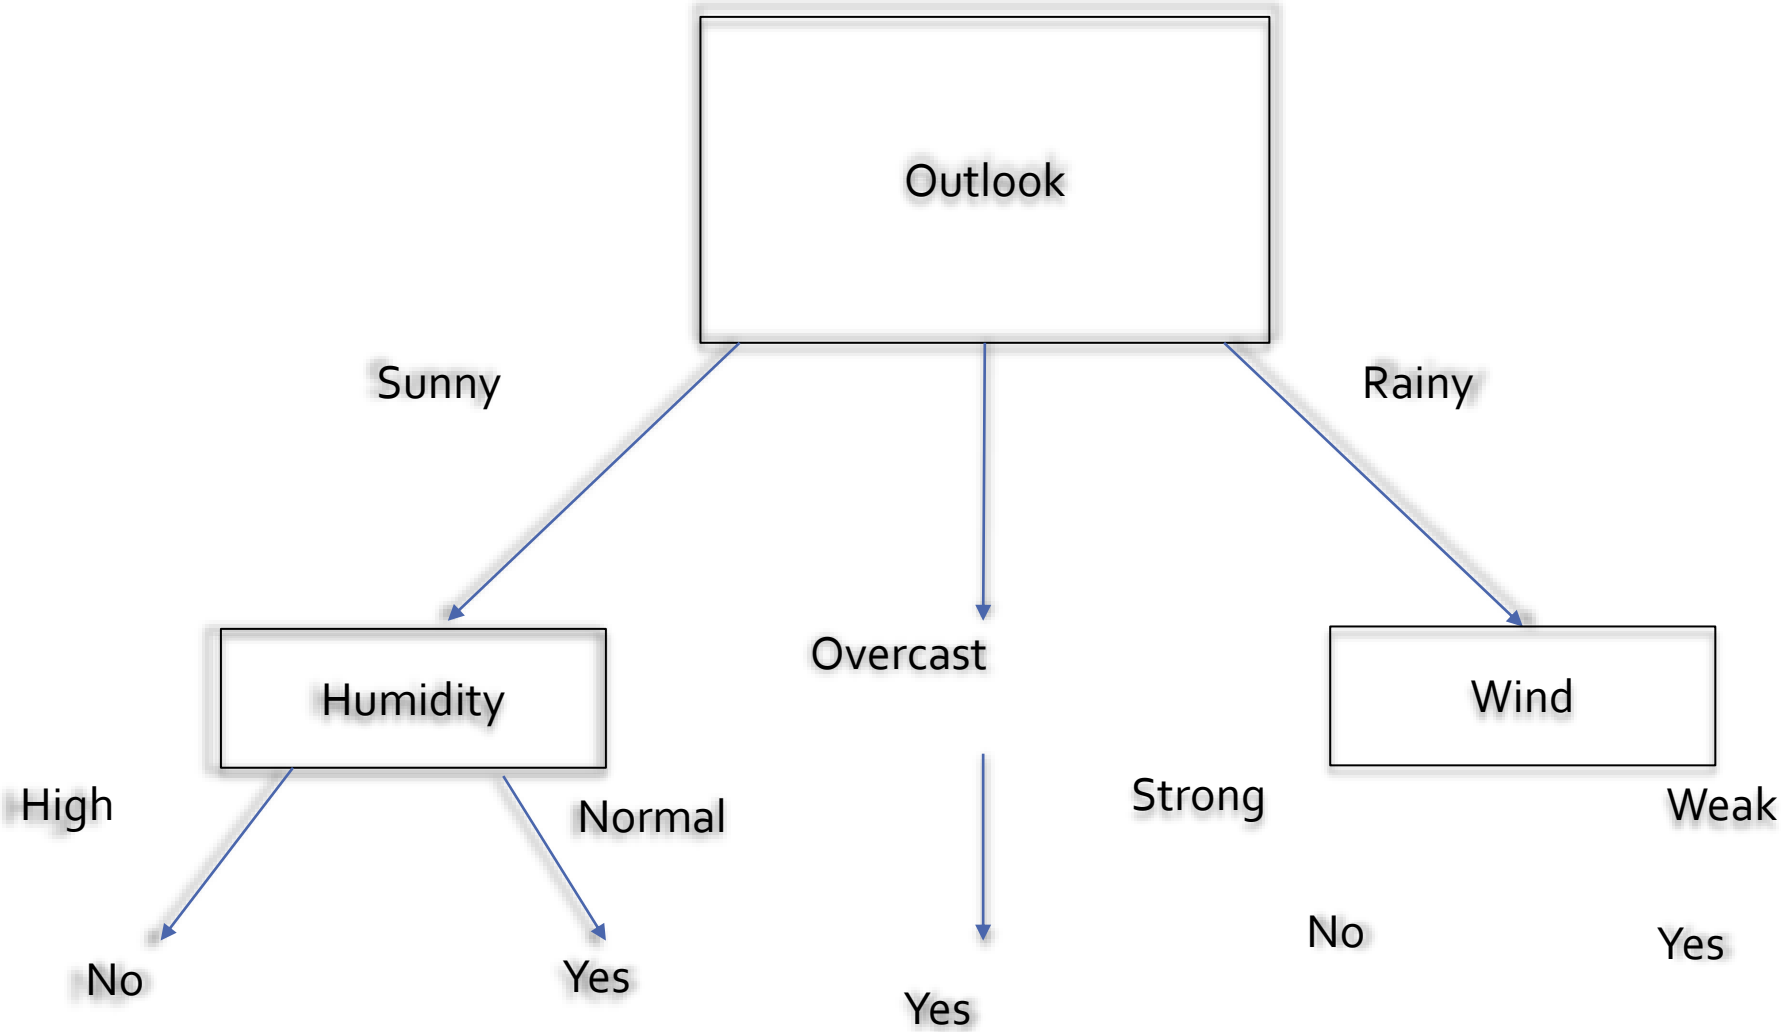 Outlook
Sunny
Rainy
Overcast
Humidity
Wind
High
Normal
Strong
Weak
No
Yes
Yes
No
Yes